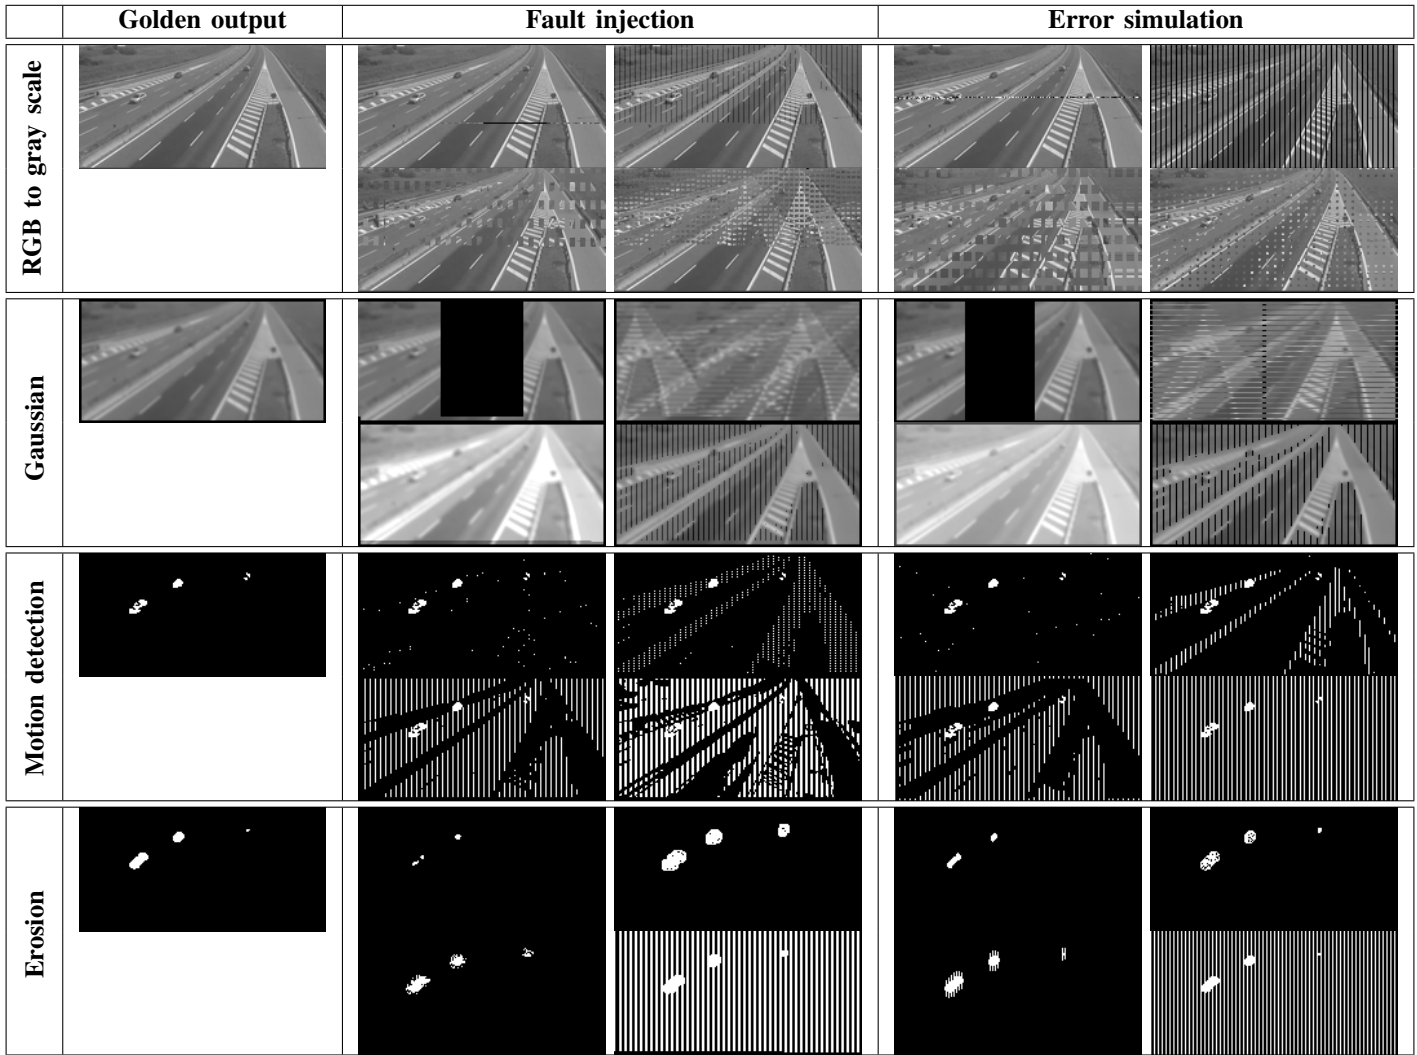 Golden output
Fault injection
Error simulation
RGB to gray scale
Gaussian
Motion detection
Erosion